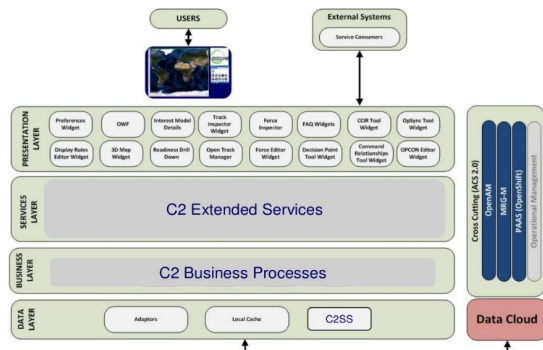 USERS
External Systems
Service Consumers
OZONE
PRESENTATION
LAYER
Preferences
Widget
OWF
Interest Model
Details
Track
Inspector
Widget
Force
Inspector
FAQ Widgets
CCIR Tool
Widget
OpSync Tool
Widget
Display Rules
Editor Widget
3D Map
Widget
Readiness Drill
Down
Open Track
Manager
Force Editor
Widget
Decision Point
Tool Widget
Command
Relationships
Tool Widget
OPCON Editor
Widget
SERVICES
LAYER
C2 Extended Services
BUSINESS
LAYER
C2 Business Processes
DATA
LAYER
Adaptors
Local Cache
C2SS
Cross Cutting (ACS 2.0)
OpenAM
MRG-M
PAAS (OpenShift)
Operational Management
Data Cloud